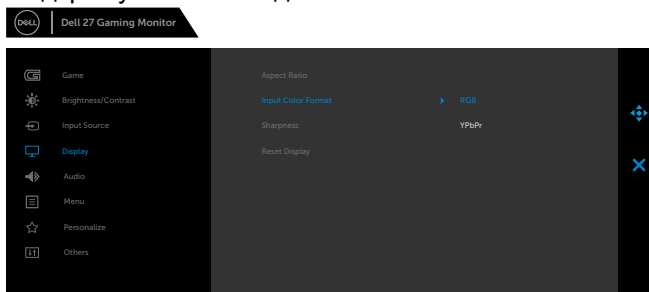 DELL
Dell 27 Gaming Monitor
Game
Aspect Ratio
Brightness/Contrast
Input Color Format
RGB
Input Source
Sharpness
YPbPr
Display
Reset Display
Audio
Menu
Personalize
Others